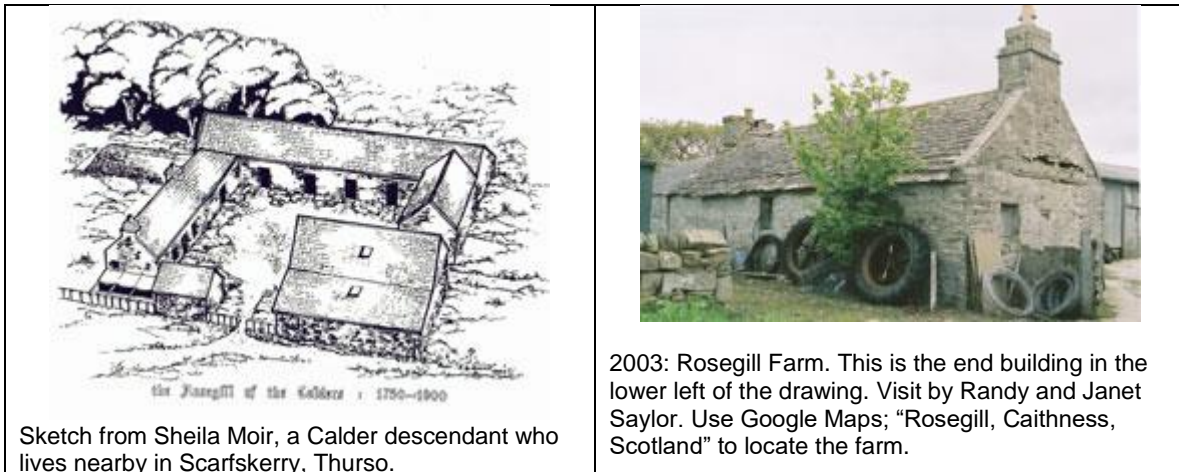 the Rosegill of the Calders : 1750-1900
Sketch from Sheila Moir, a Calder descendant who
lives nearby in Scarfskerry, Thurso.
2003: Rosegill Farm. This is the end building in the
lower left of the drawing. Visit by Randy and Janet
Saylor. Use Google Maps; “Rosegill, Caithness,
Scotland” to locate the farm.